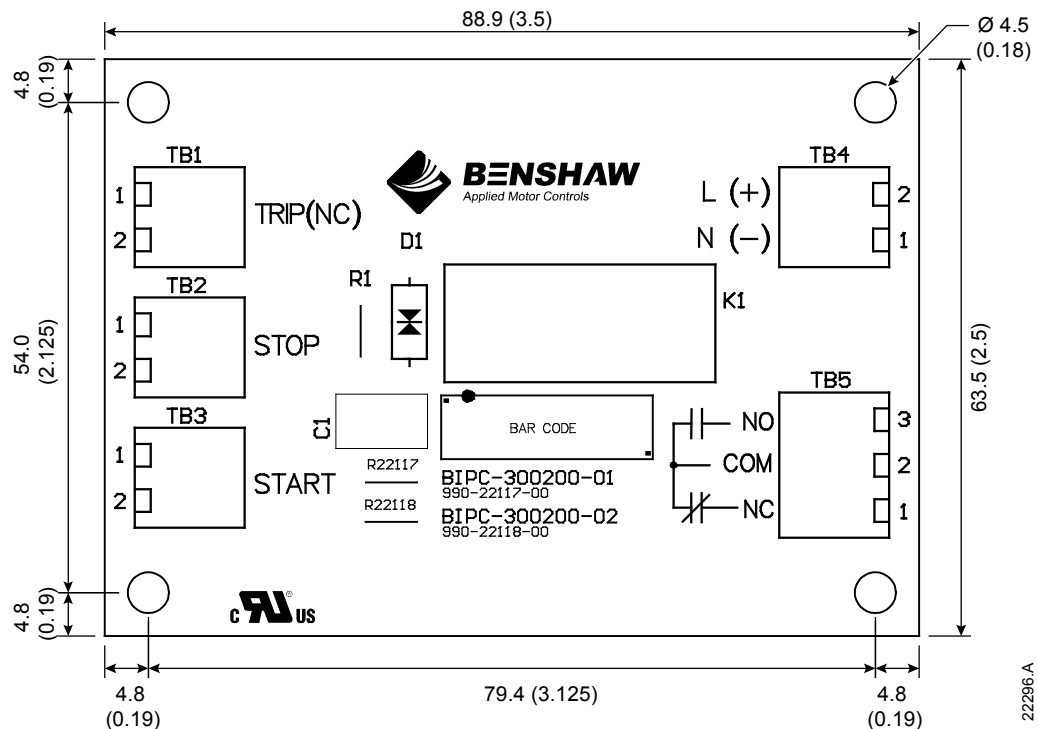 88.9 (3.5)
Ø 4.5
(0.18)
4.8
(0.19)
TB1
1
2
TRIP(NC)
BENSHAW
Applied Motor Controls
TB4
L (+)
N (−)
2
1
D1
R1
K1
TB2
1
2
STOP
54.0
(2.125)
63.5 (2.5)
TB5
3
2
1
NO
COM
NC
TB3
1
2
START
C1
BAR CODE
R22117
BIPC-300200-01
990-22117-00
R22118
BIPC-300200-02
990-22118-00
4.8
(0.19)
C RU ® US
4.8
(0.19)
79.4 (3.125)
4.8
(0.19)
22296.A